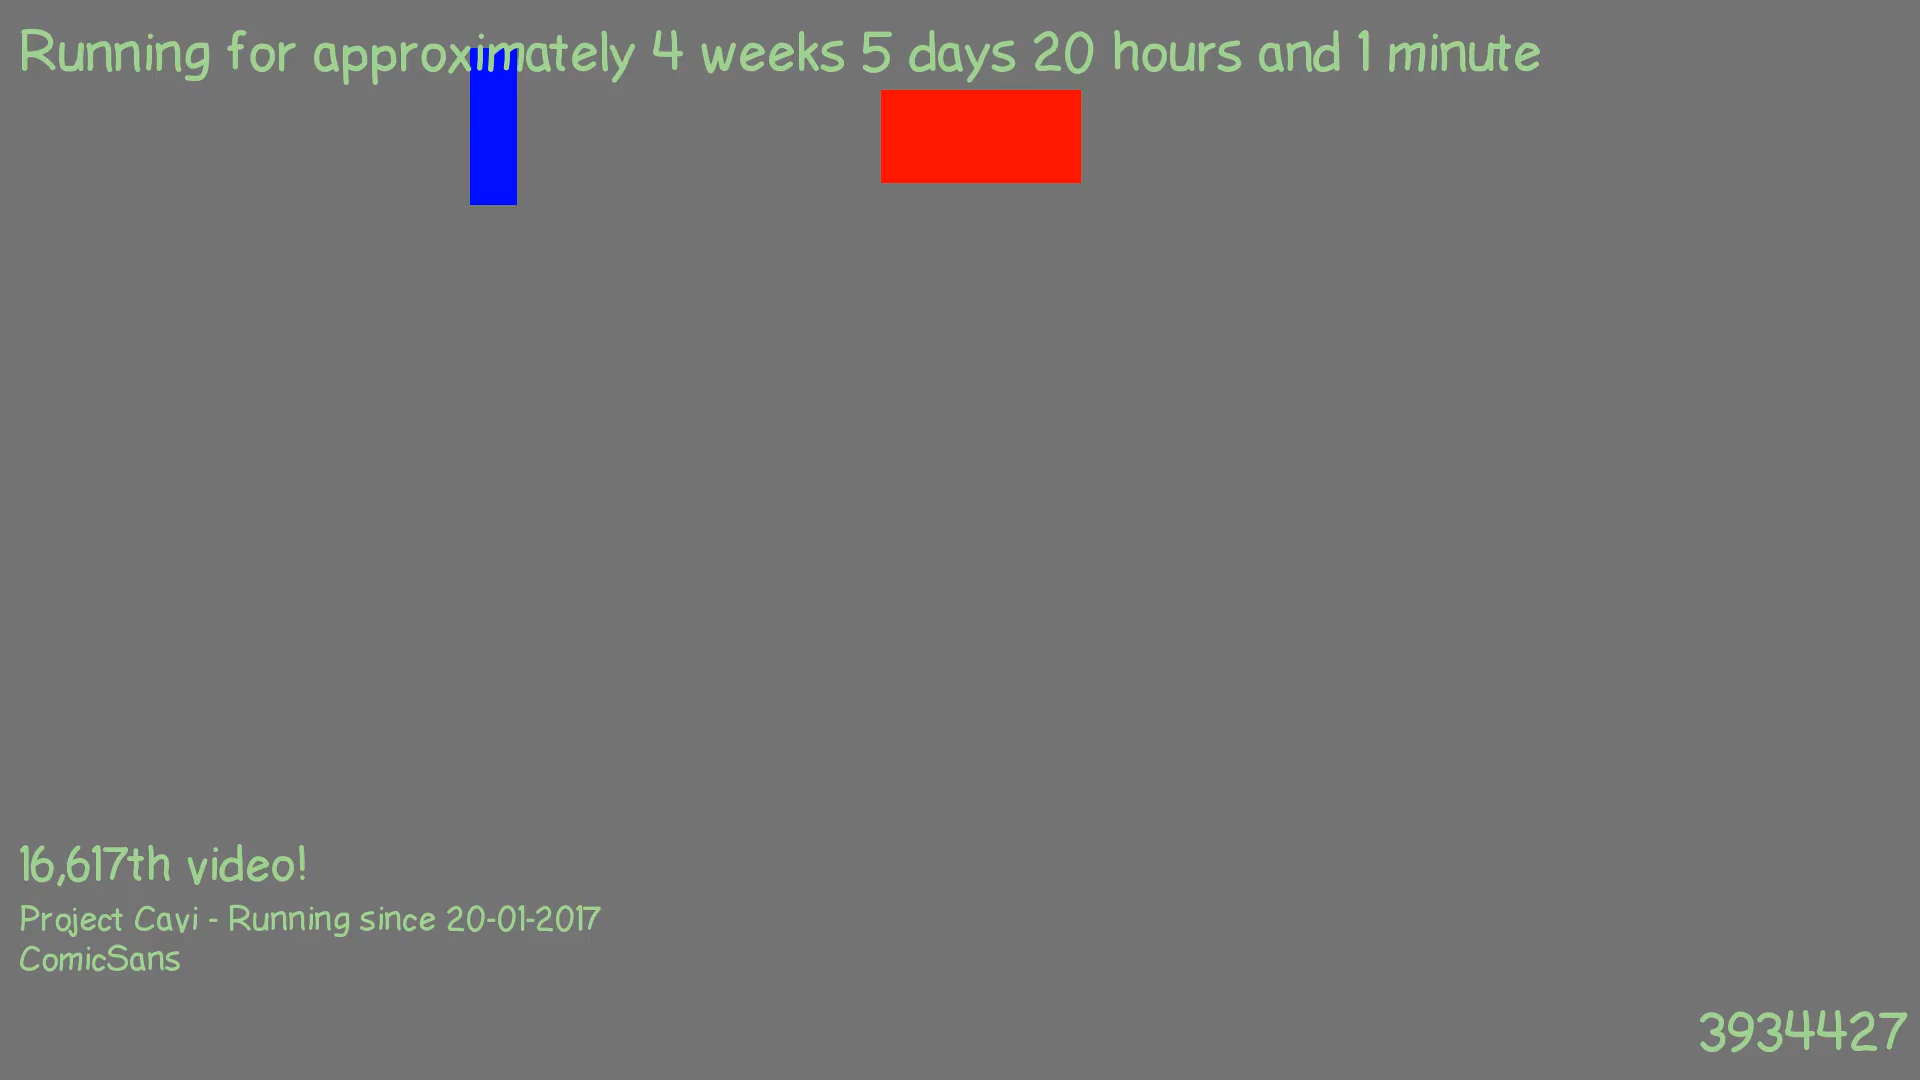 Running for approximately 4 weeks 5 days 20 hours and 1 minute
16,617th video!
Project Cavi - Running since 20-01-2017
ComicSans
3934427